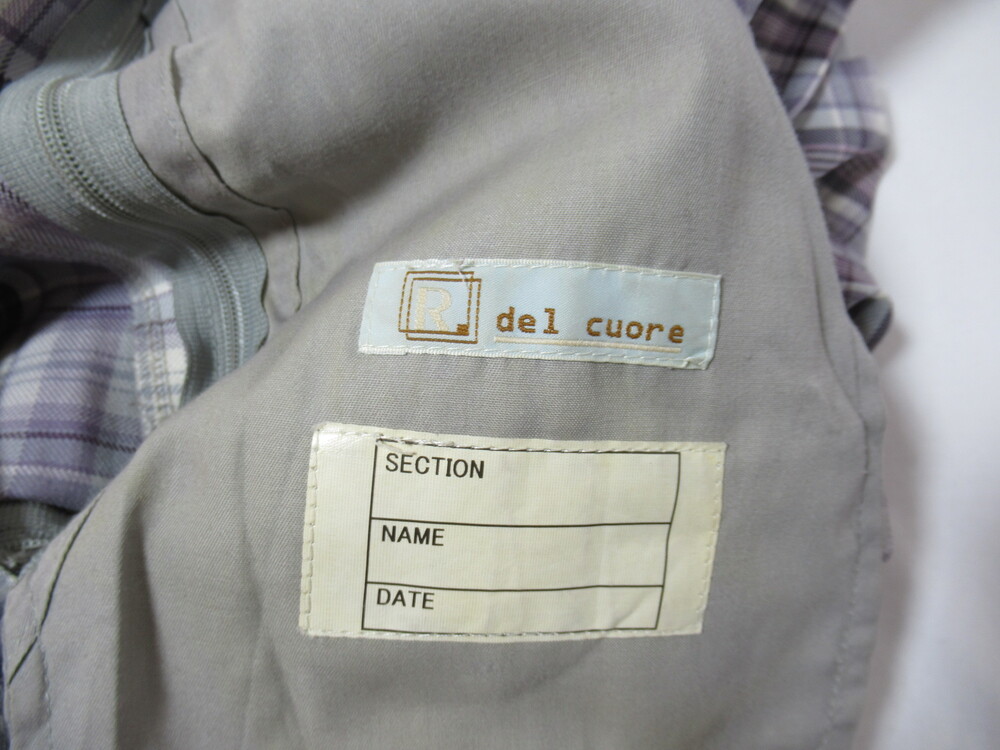 R.
del cuore
SECTION
NAME
DATE